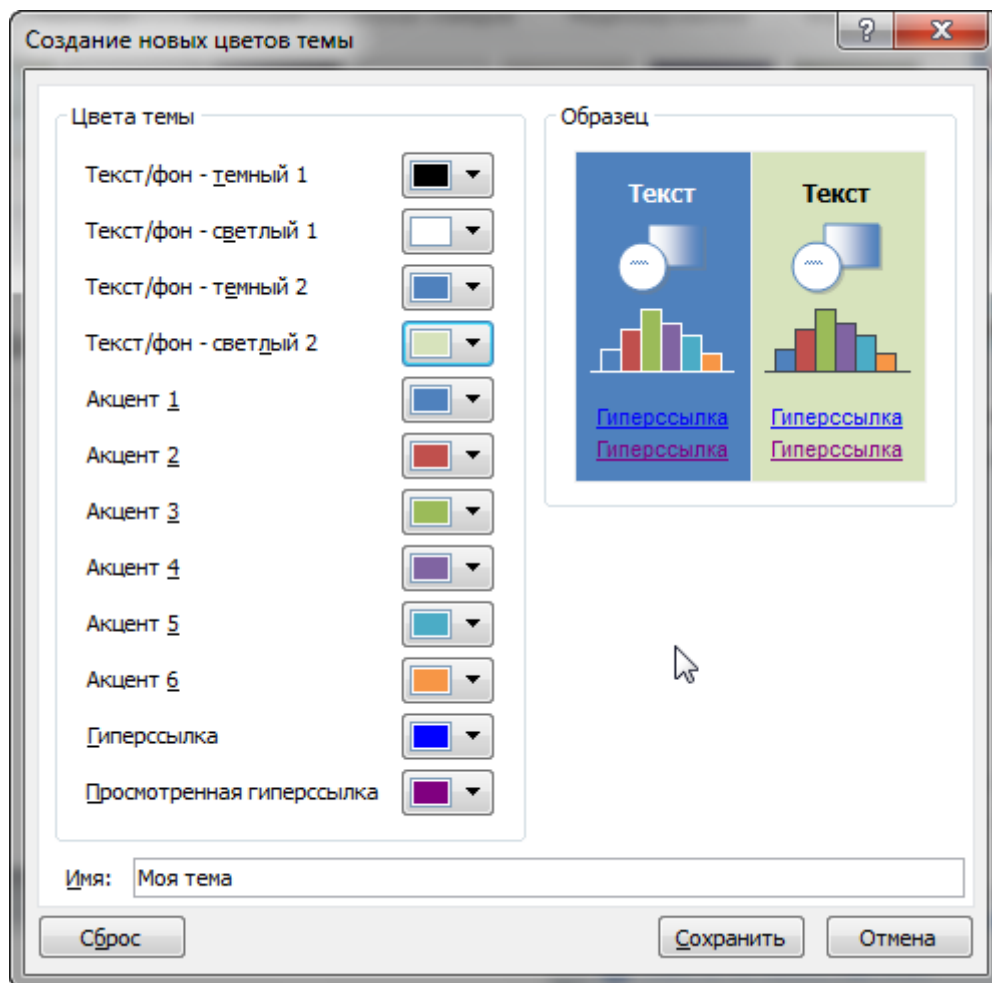 Создание новых цветов темы
Цвета темы
Текст/фон - темный 1
Текст/фон - светлый 1
Текст/фон - темный 2
Текст/фон - светлый 2
Акцент 1
Акцент 2
Акцент 3
Акцент 4
Акцент 5
Акцент 6
Гиперссылка
Просмотренная гиперссылка
Образец
Текст Текст
Гиперссылка Гиперссылка
Гиперссылка Гиперссылка
Имя: Моя тема
Сброс Сохранить Отмена